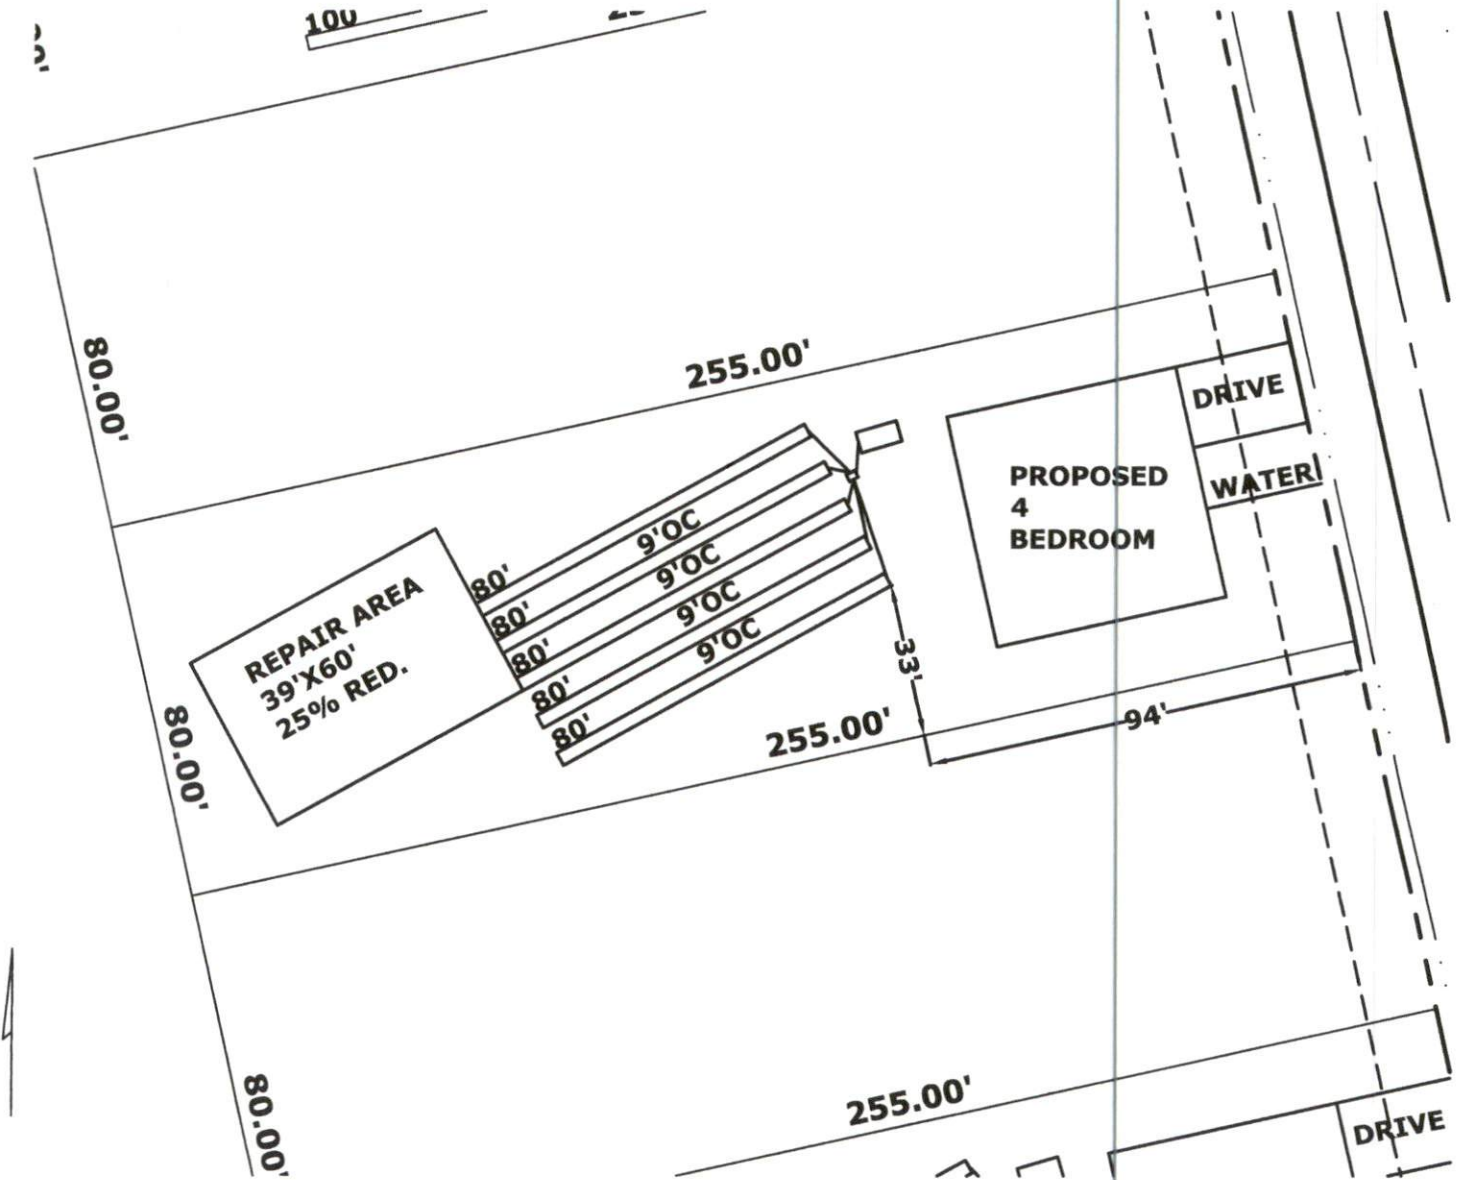 100
80.00'
255.00'
DRIVE
WATER
PROPOSED
4
BEDROOM
9'OC
9'OC
9'OC
9'OC
80'
80'
80'
80'
80'
REPAIR AREA
39'X60'
25% RED.
33'
94'
255.00'
80.00'
255.00'
80.00'
DRIVE